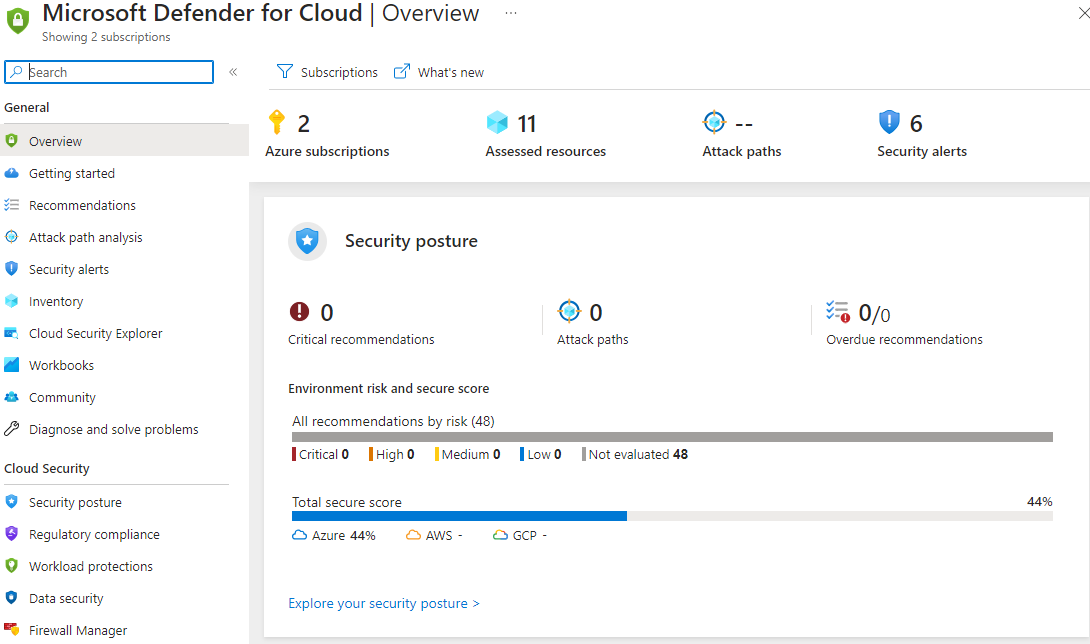 Microsoft Defender for Cloud | Overview ...
Showing 2 subscriptions
Search
«
General
Overview
Getting started
Recommendations
Attack path analysis
Security alerts
Inventory
Cloud Security Explorer
Workbooks
Community
Diagnose and solve problems
Cloud Security
Security posture
Regulatory compliance
Workload protections
Data security
Firewall Manager
Subscriptions What's new
2 11 -- 6
Azure subscriptions Assessed resources Attack paths Security alerts
Security posture
0 0 0/0
Critical recommendations Attack paths Overdue recommendations
Environment risk and secure score
All recommendations by risk (48)
Critical 0 High 0 Medium 0 Low 0 Not evaluated 48
Total secure score 44%
Azure 44% AWS - GCP -
Explore your security posture >